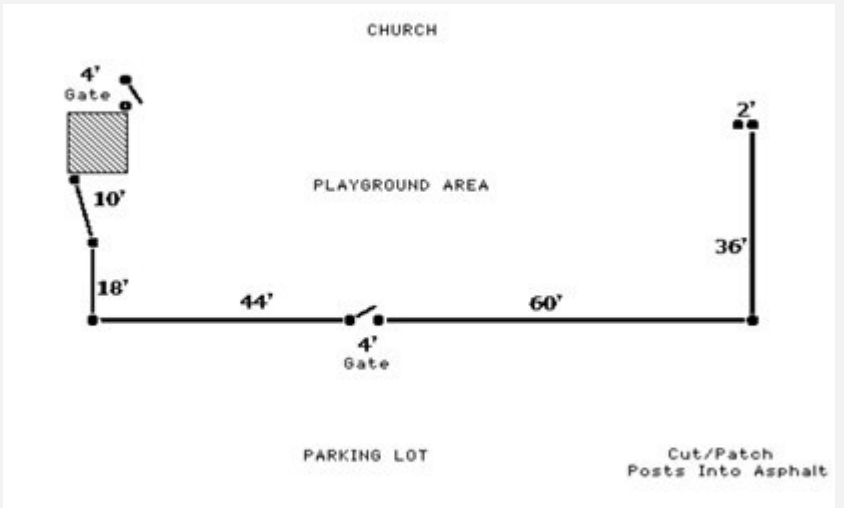 CHURCH
4'
Gate
2'
PLAYGROUND AREA
10'
36'
18'
44'
60'
4'
Gate
PARKING LOT
Cut/Patch
Posts Into Asphalt